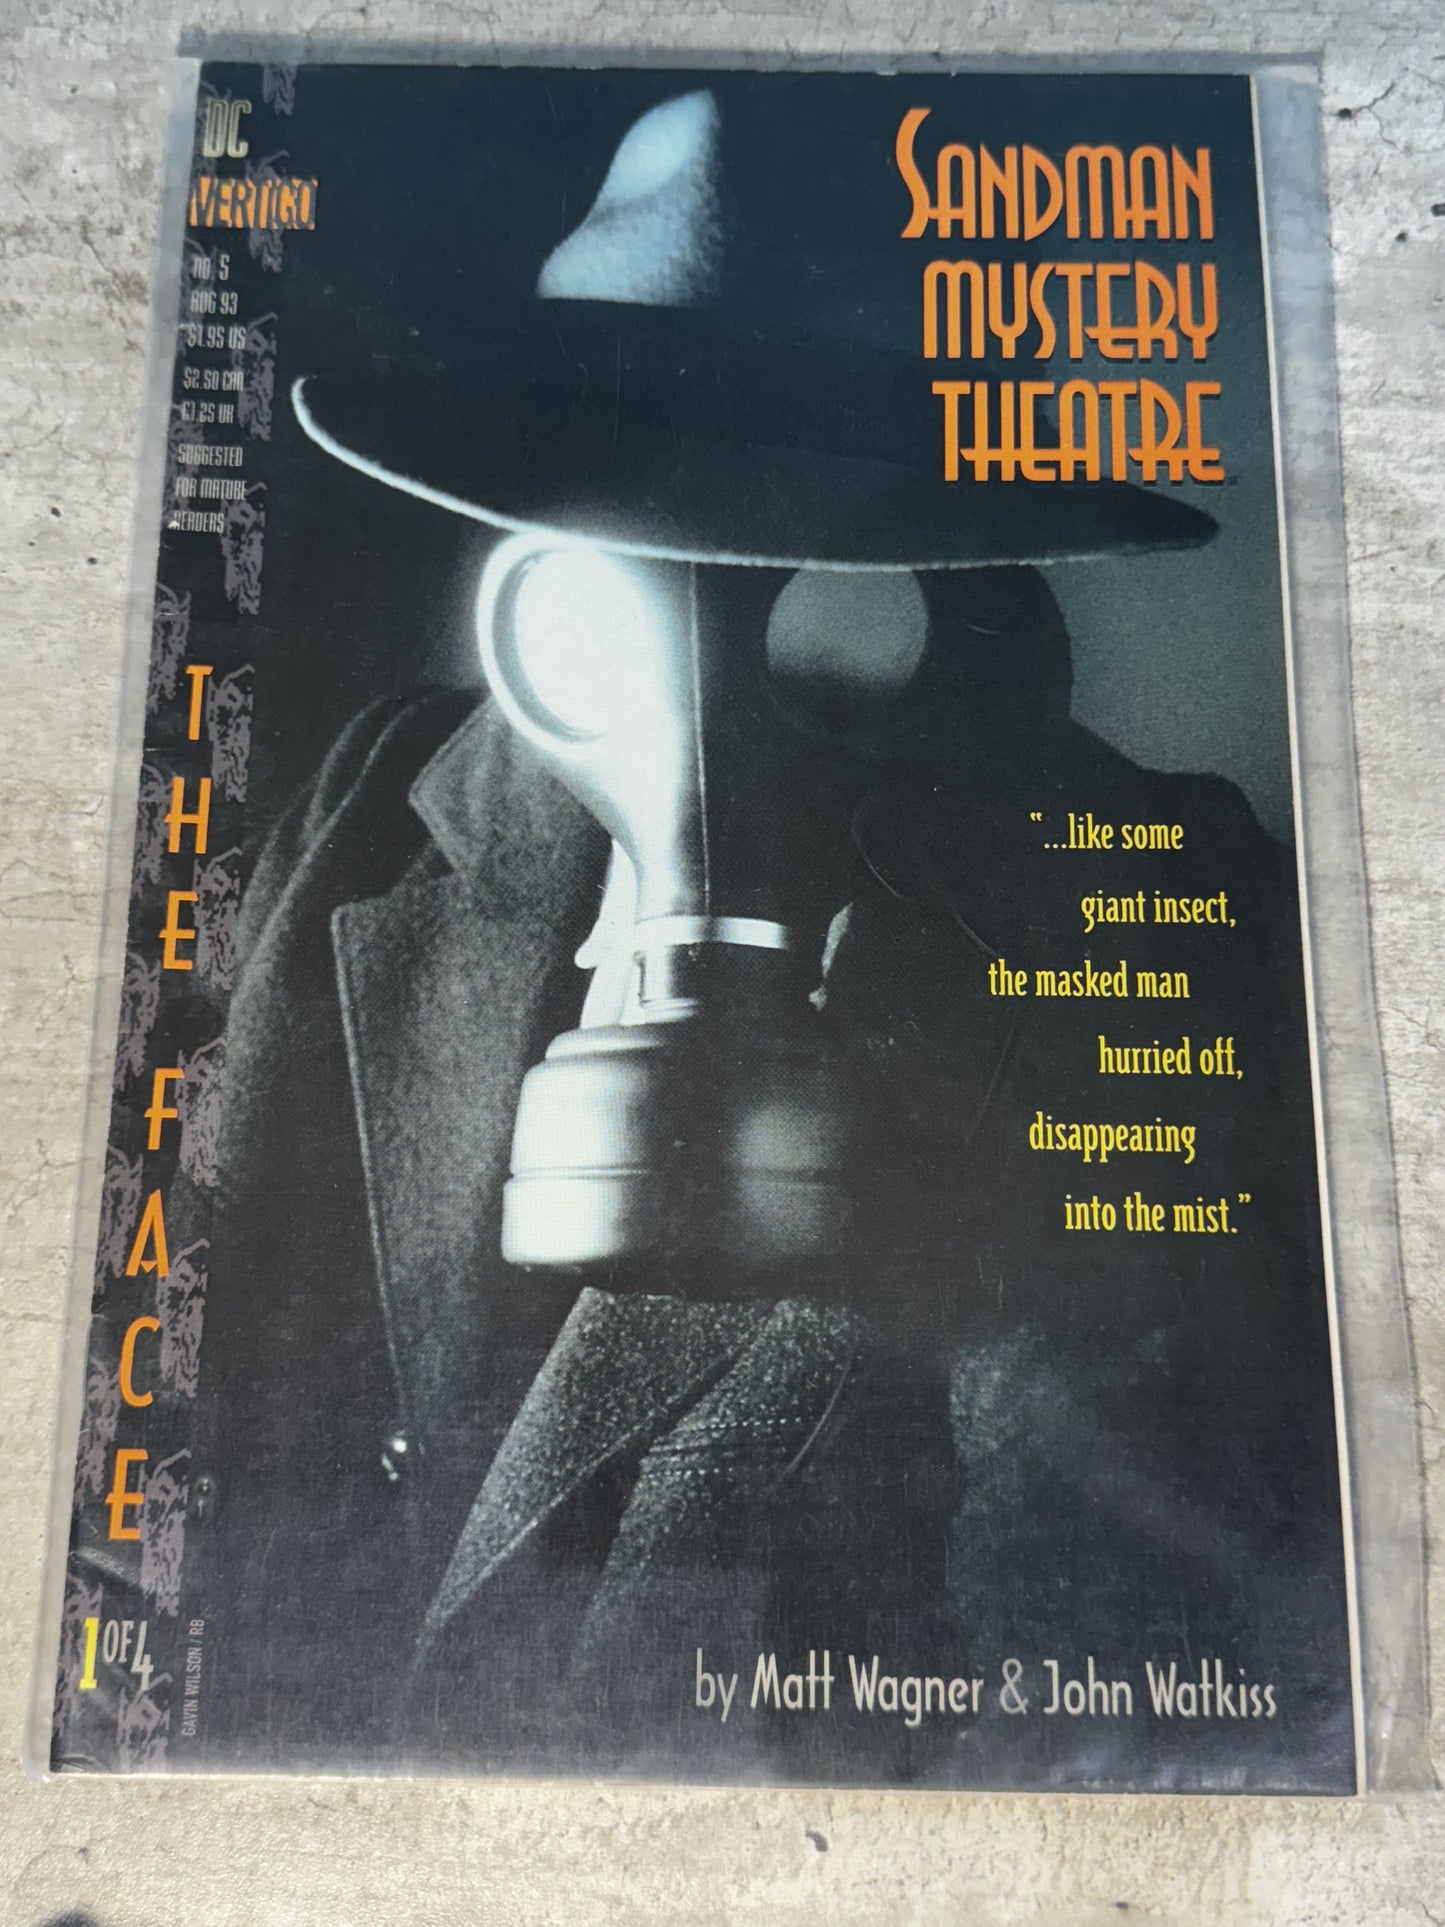 DC
VERTIGO
no. 5
AUG 93
$1.95 US
$2.50 CAN
£1.25 UK
SUGGESTED
FOR MATURE
READERS
THE FACE
1 OF 4
GAVIN WILSON / RB
SANDMAN
MYSTERY
THEATRE
“...like some
giant insect,
the masked man
hurried off,
disappearing
into the mist.”
by Matt Wagner & John Watkiss